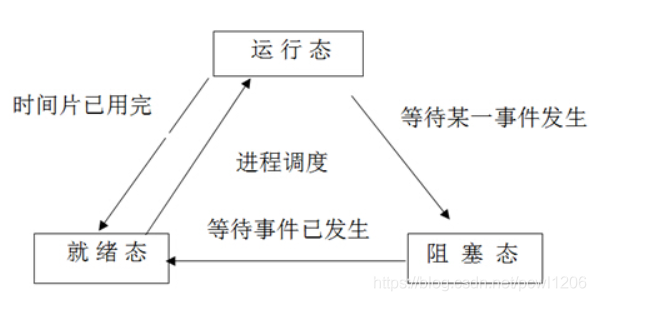 运行态
时间片已用完
等待某一事件发生
进程调度
等待事件已发生
就绪态
阻塞态
https://blog.csdn.net/pcwl1206